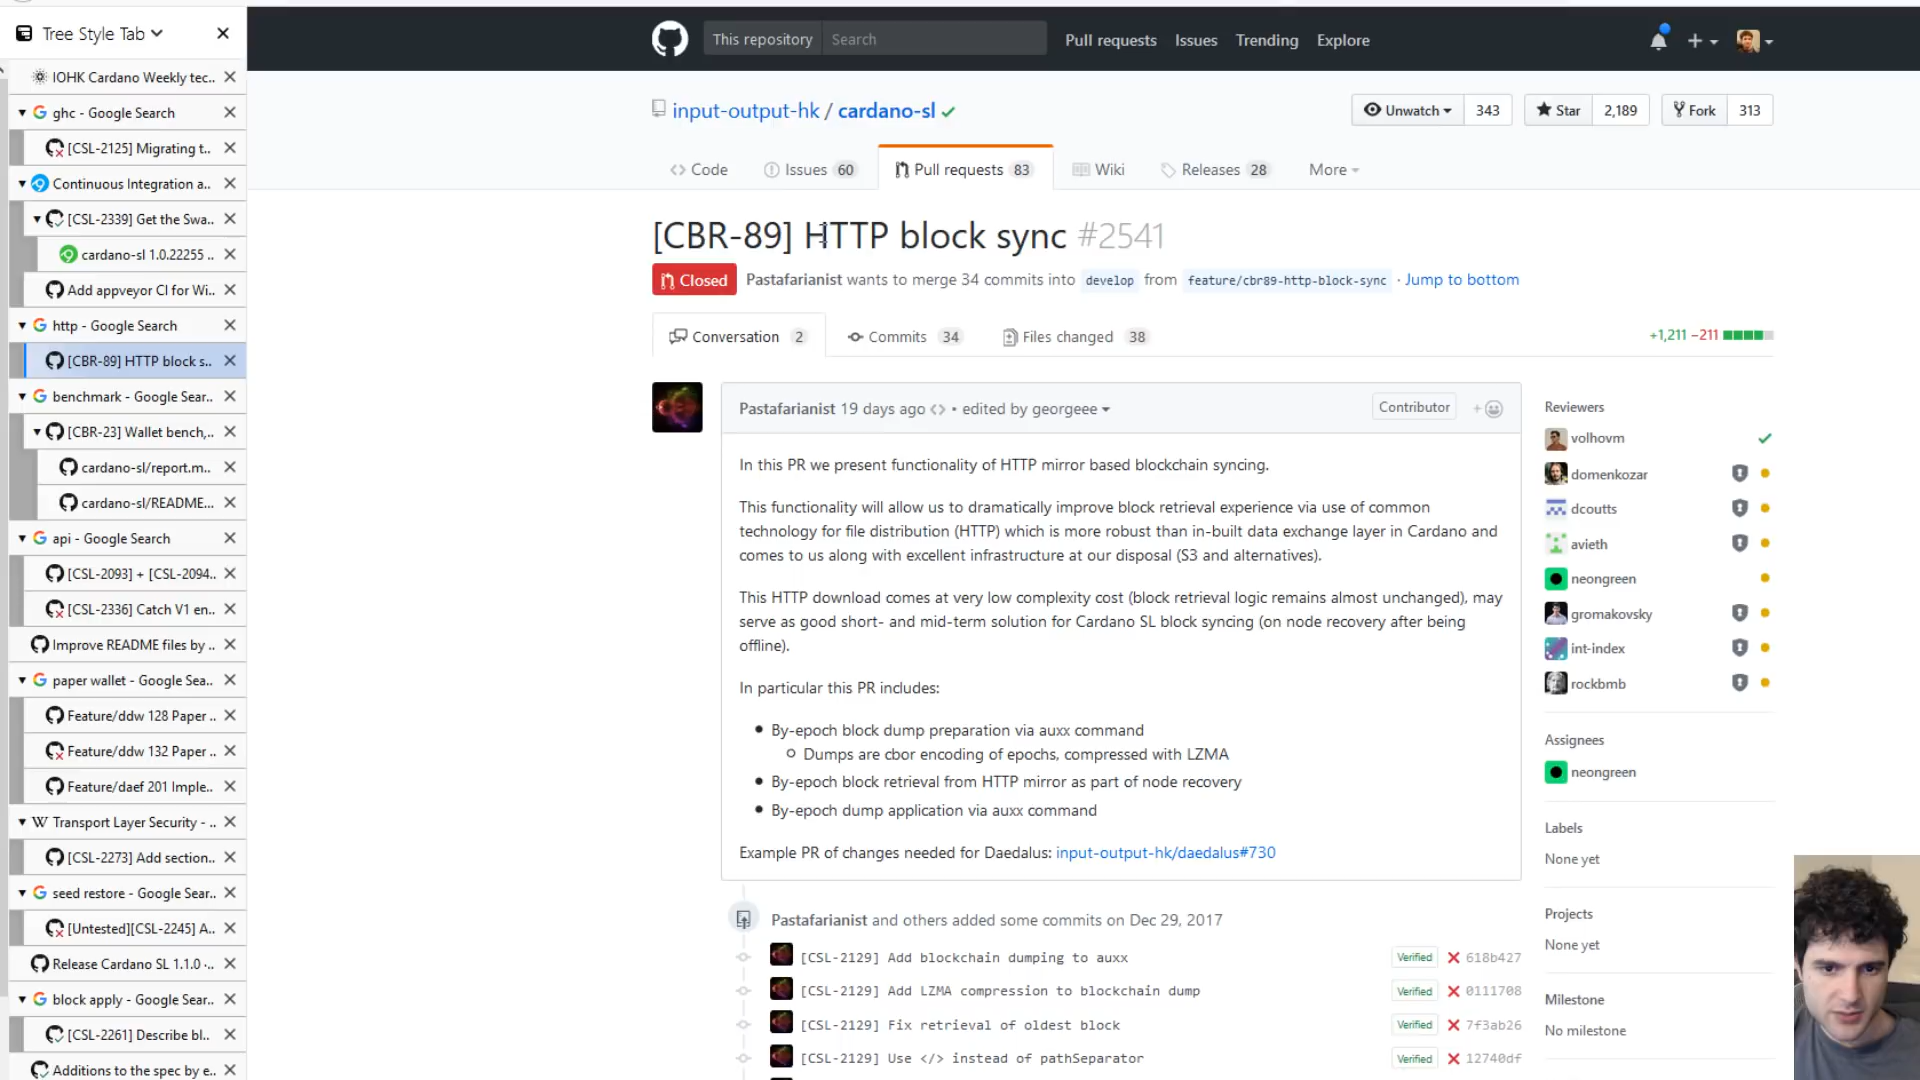 Tree Style Tab
IOHK Cardano Weekly tec..
ghc - Google Search
[CSL-2125] Migrating t..
Continuous Integration a..
[CSL-2339] Get the Swa..
cardano-sl 1.0.22255 ..
Add appveyor CI for Wi..
http - Google Search
[CBR-89] HTTP block s..
benchmark - Google Sear..
[CBR-23] Wallet bench,..
cardano-sl/report.m..
cardano-sl/README...
api - Google Search
[CSL-2093] + [CSL-2094..
[CSL-2336] Catch V1 en..
Improve README files by ..
paper wallet - Google Sea..
Feature/ddw 128 Paper ..
Feature/ddw 132 Paper ..
Feature/daef 201 Imple..
W Transport Layer Security - ..
[CSL-2273] Add section..
seed restore - Google Sear..
[Untested][CSL-2245] A..
Release Cardano SL 1.1.0 ·..
block apply - Google Sear..
[CSL-2261] Describe bl..
Additions to the spec by e..
This repository Search Pull requests Issues Trending Explore
input-output-hk / cardano-sl
Unwatch 343 Star 2,189 Fork 313
Code Issues 60 Pull requests 83 Wiki Releases 28 More
[CBR-89] HTTP block sync #2541
Closed Pastafarianist wants to merge 34 commits into develop from feature/cbr89-http-block-sync · Jump to bottom
Conversation 2 Commits 34 Files changed 38 +1,211 −211
Pastafarianist 19 days ago <> • edited by georgeee Contributor
In this PR we present functionality of HTTP mirror based blockchain syncing.
This functionality will allow us to dramatically improve block retrieval experience via use of common
technology for file distribution (HTTP) which is more robust than in-built data exchange layer in Cardano and
comes to us along with excellent infrastructure at our disposal (S3 and alternatives).
This HTTP download comes at very low complexity cost (block retrieval logic remains almost unchanged), may
serve as good short- and mid-term solution for Cardano SL block syncing (on node recovery after being
offline).
In particular this PR includes:
By-epoch block dump preparation via auxx command
Dumps are cbor encoding of epochs, compressed with LZMA
By-epoch block retrieval from HTTP mirror as part of node recovery
By-epoch dump application via auxx command
Example PR of changes needed for Daedalus: input-output-hk/daedalus#730
Pastafarianist and others added some commits on Dec 29, 2017
[CSL-2129] Add blockchain dumping to auxx Verified 618b427
[CSL-2129] Add LZMA compression to blockchain dump Verified 0111708
[CSL-2129] Fix retrieval of oldest block Verified 7f3ab26
[CSL-2129] Use </> instead of pathSeparator Verified 12740df
Reviewers
volhovm
domenkozar
dcoutts
avieth
neongreen
gromakovsky
int-index
rockbmb
Assignees
neongreen
Labels
None yet
Projects
None yet
Milestone
No milestone